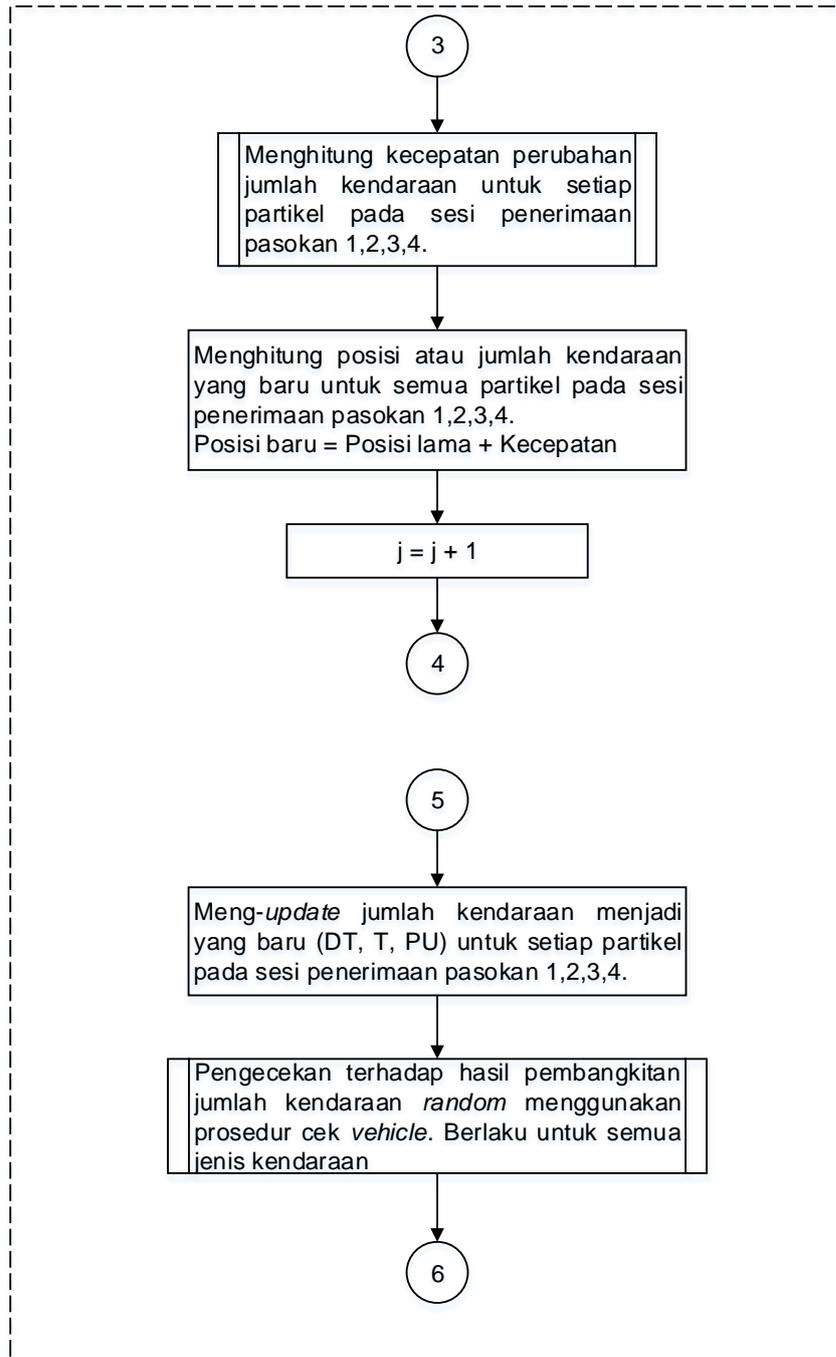 3
Menghitung kecepatan perubahan
jumlah kendaraan untuk setiap
partikel pada sesi penerimaan
pasokan 1,2,3,4.
Menghitung posisi atau jumlah kendaraan
yang baru untuk semua partikel pada sesi
penerimaan pasokan 1,2,3,4.
Posisi baru = Posisi lama + Kecepatan
j = j + 1
4
5
Meng-update jumlah kendaraan menjadi
yang baru (DT, T, PU) untuk setiap partikel
pada sesi penerimaan pasokan 1,2,3,4.
Pengecekan terhadap hasil pembangkitan
jumlah kendaraan random menggunakan
prosedur cek vehicle. Berlaku untuk semua
jenis kendaraan
6